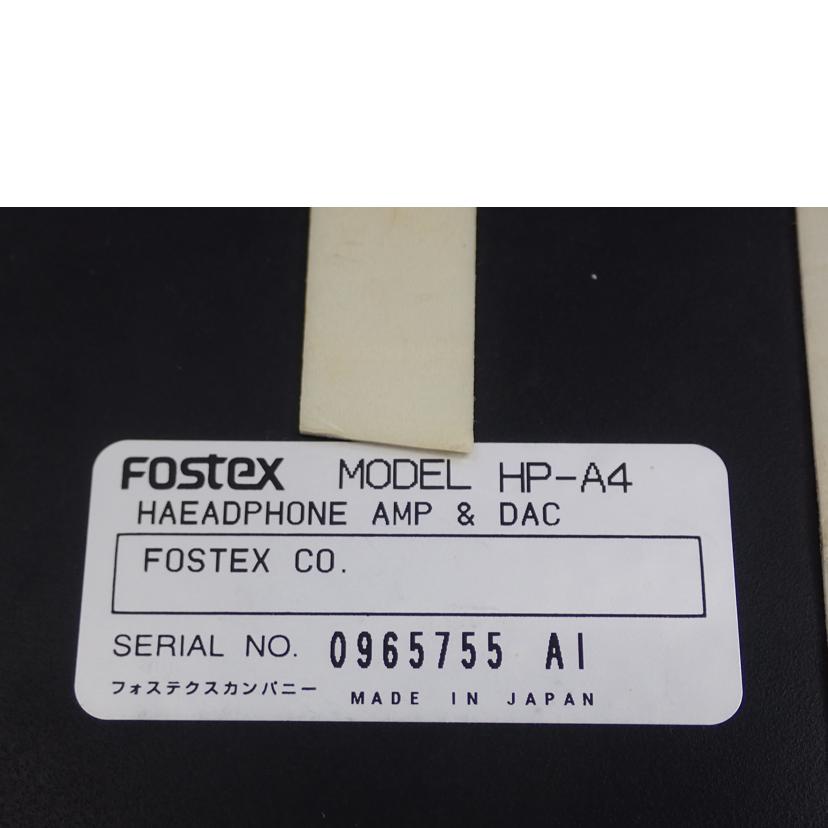 FOSTEX MODEL HP-A4
HAEADPHONE AMP & DAC
FOSTEX CO.
SERIAL NO. 0965755 AI
フォステクスカンパニー MADE IN JAPAN